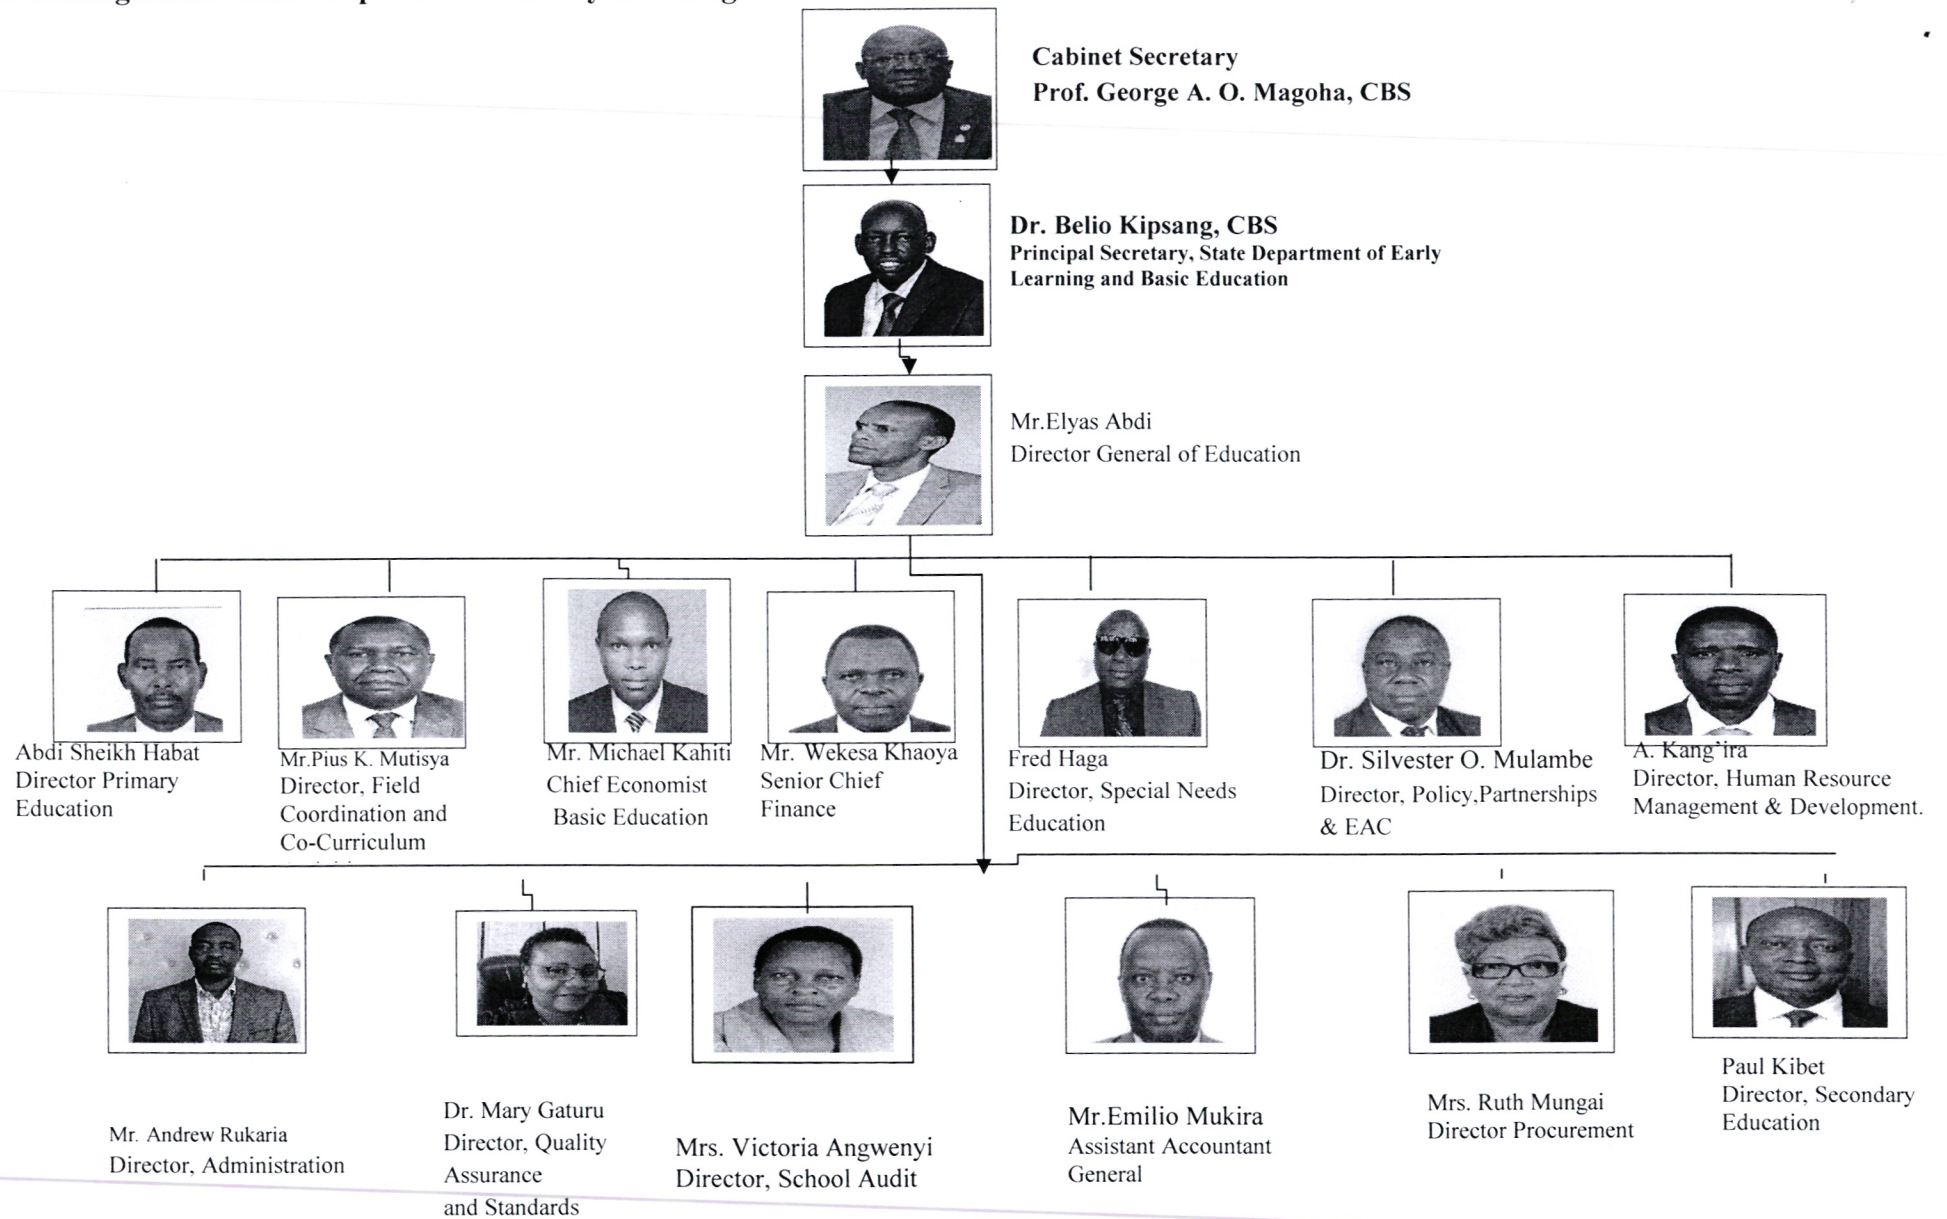 Cabinet Secretary
Prof. George A. O. Magoha, CBS
Dr. Belio Kipsang, CBS
Principal Secretary, State Department of Early
Learning and Basic Education
Mr.Elyas Abdi
Director General of Education
Abdi Sheikh Habat
Director Primary
Education
Mr.Pius K. Mutisya
Director, Field
Coordination and
Co-Curriculum
Mr. Michael Kahiti
Chief Economist
Basic Education
Mr. Wekesa Khaoya
Senior Chief
Finance
Fred Haga
Director, Special Needs
Education
Dr. Silvester O. Mulambe
Director, Policy,Partnerships
& EAC
A. Kang'ira
Director, Human Resource
Management & Development.
Mr. Andrew Rukaria
Director, Administration
Dr. Mary Gaturu
Director, Quality
Assurance
and Standards
Mrs. Victoria Angwenyi
Director, School Audit
Mr.Emilio Mukira
Assistant Accountant
General
Mrs. Ruth Mungai
Director Procurement
Paul Kibet
Director, Secondary
Education